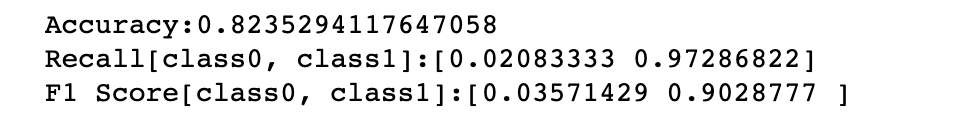 Accuracy:0.8235294117647058
Recall[class0, class1]:[0.02083333 0.97286822]
F1 Score[class0, class1]:[0.03571429 0.9028777 ]